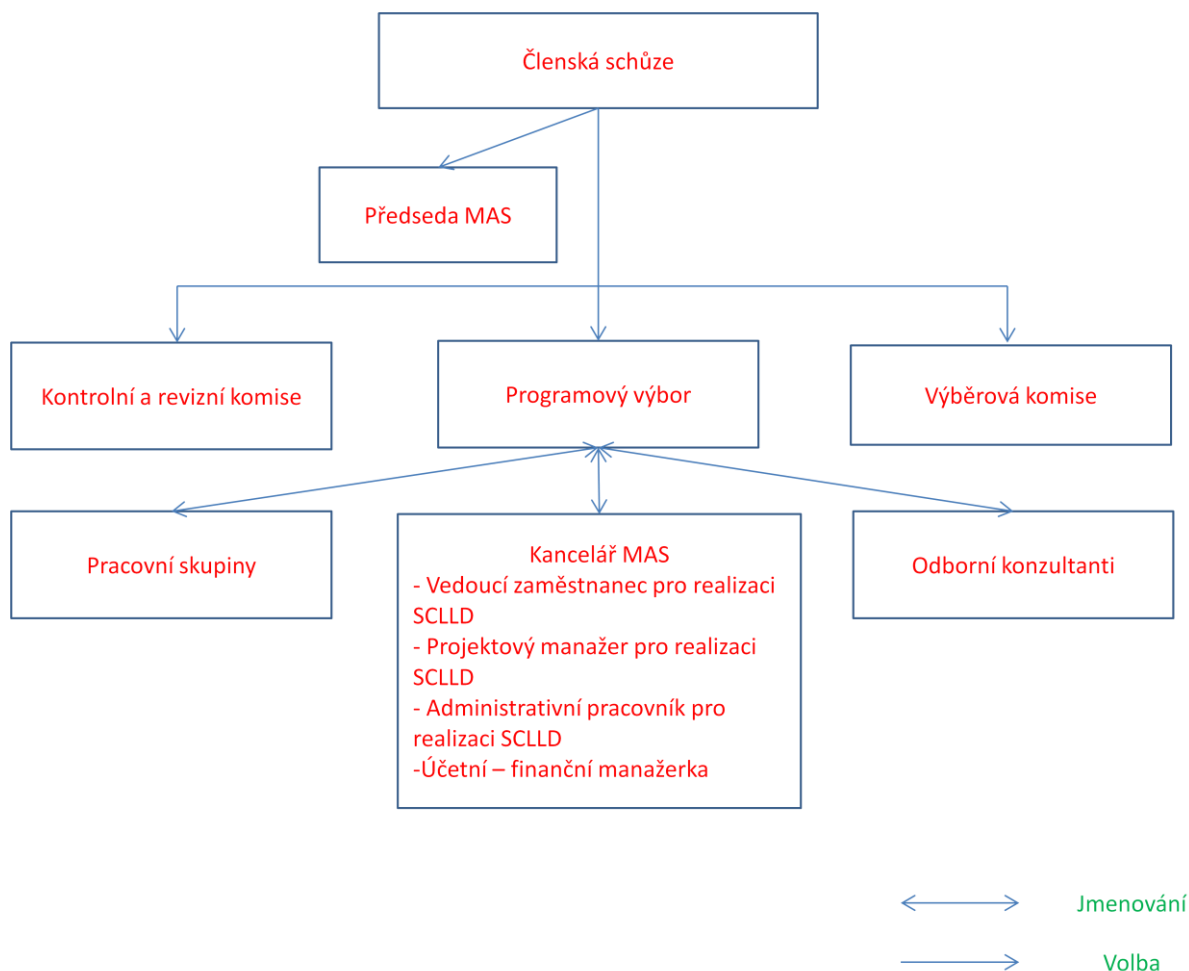 Členská schůze
Předseda MAS
Kontrolní a revizní komise
Programový výbor
Výběrová komise
Pracovní skupiny
Kancelář MAS
- Vedoucí zaměstnanec pro realizaci
SCLLD
- Projektový manažer pro realizaci
SCLLD
- Administrativní pracovník pro
realizaci SCLLD
-Účetní – finanční manažerka
Odborní konzultanti
Jmenování
Volba